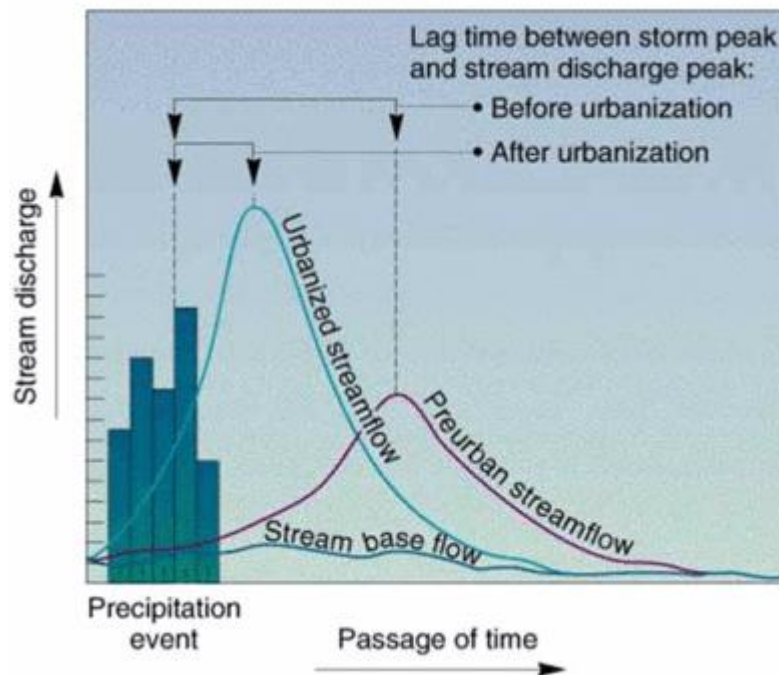 Lag time between storm peak
and stream discharge peak:
• Before urbanization
• After urbanization
Stream discharge
Urbanized streamflow
Preurban streamflow
Stream base flow
Precipitation
event
Passage of time